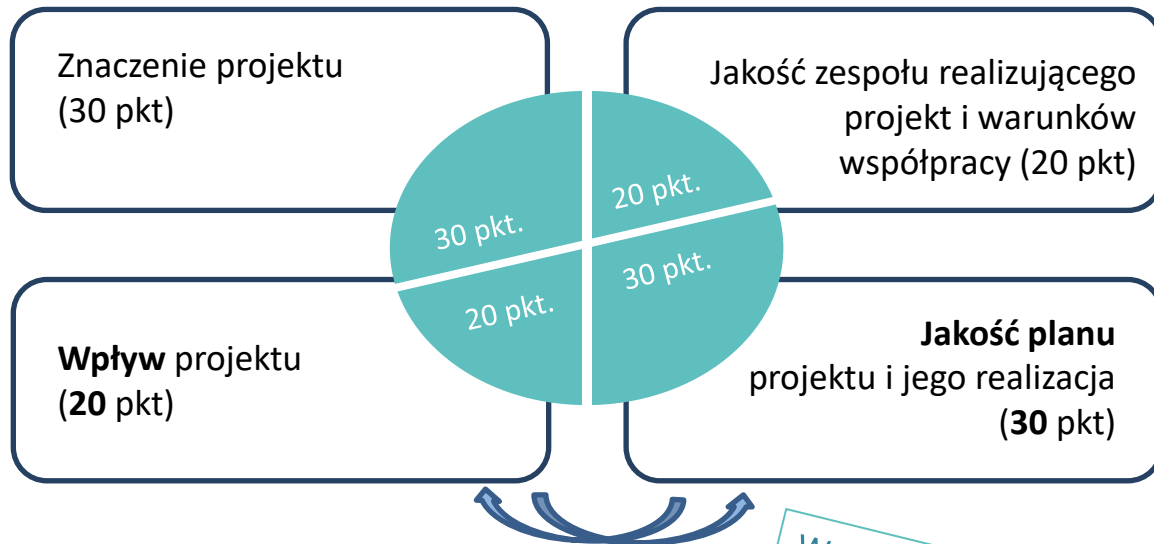 Znaczenie projektu
(30 pkt)
Jakość zespołu realizującego
projekt i warunków
współpracy (20 pkt)
30 pkt.
20 pkt.
20 pkt.
30 pkt.
Wpływ projektu
(20 pkt)
Jakość planu
projektu i jego realizacja
(30 pkt)